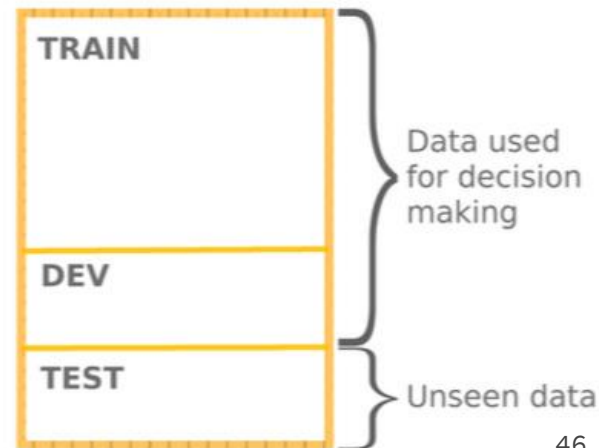 TRAIN
Data used
for decision
making
DEV
TEST
Unseen data
46